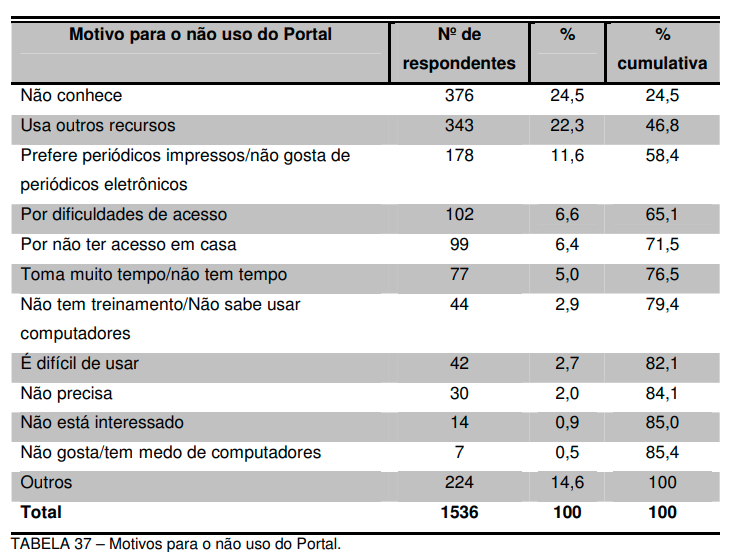 Motivo para o não uso do Portal Nº de respondentes % % cumulativa
Não conhece 376 24,5 24,5
Usa outros recursos 343 22,3 46,8
Prefere periódicos impressos/não gosta de 178 11,6 58,4
periódicos eletrônicos
Por dificuldades de acesso 102 6,6 65,1
Por não ter acesso em casa 99 6,4 71,5
Toma muito tempo/não tem tempo 77 5,0 76,5
Não tem treinamento/Não sabe usar 44 2,9 79,4
computadores
É difícil de usar 42 2,7 82,1
Não precisa 30 2,0 84,1
Não está interessado 14 0,9 85,0
Não gosta/tem medo de computadores 7 0,5 85,4
Outros 224 14,6 100
Total 1536 100 100
TABELA 37 – Motivos para o não uso do Portal.